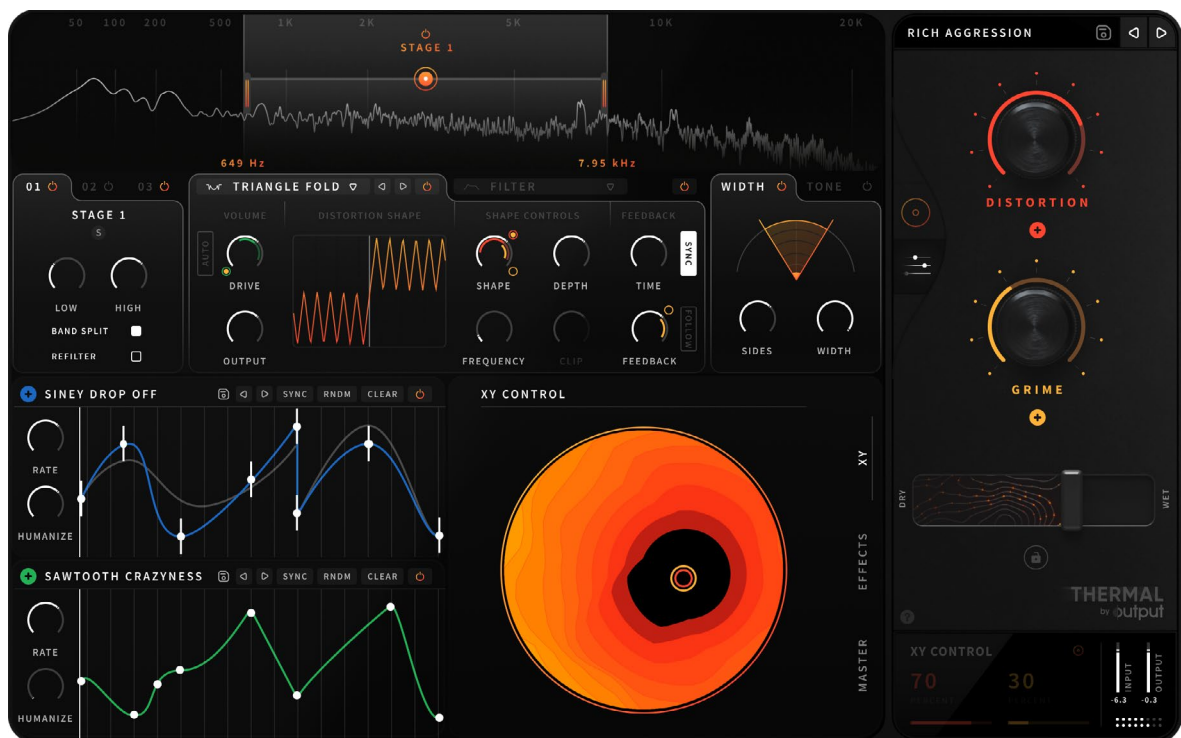 50 100 200 500 1K 2K 5K 10K 20K
STAGE 1
649 Hz 7.95 kHz
01 02 03
STAGE 1
S
LOW HIGH
BAND SPLIT
REFILTER
TRIANGLE FOLD
FILTER
VOLUME DISTORTION SHAPE SHAPE CONTROLS FEEDBACK
AUTO
DRIVE
OUTPUT
SHAPE DEPTH TIME
SYNC
FREQUENCY CLIP FEEDBACK
FOLLOW
WIDTH TONE
SIDES WIDTH
SINEY DROP OFF SYNC RNDM CLEAR
RATE
HUMANIZE
SAWTOOTH CRAZYNESS SYNC RNDM CLEAR
RATE
HUMANIZE
XY CONTROL
XY
EFFECTS
MASTER
RICH AGGRESSION
DISTORTION
GRIME
DRY WET
THERMAL
by output
?
XY CONTROL
70 30
INPUT OUTPUT
-6.3 -0.3